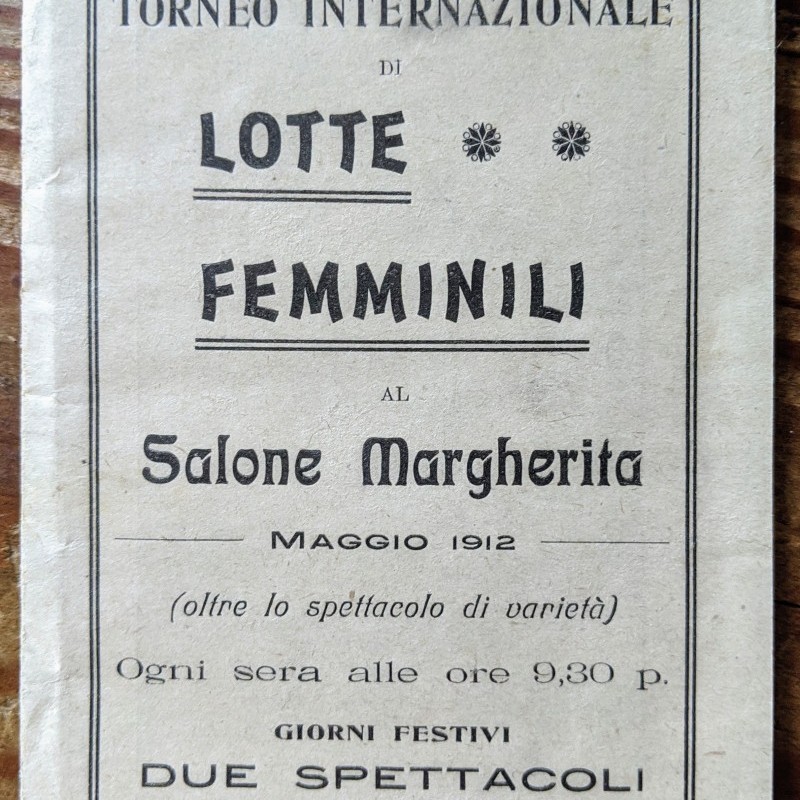 TORNEO INTERNAZIONALE
DI
LOTTE
FEMMINILI
AL
Salone Margherita
MAGGIO 1912
(oltre lo spettacolo di varietà)
Ogni sera alle ore 9,30 p.
GIORNI FESTIVI
DUE SPETTACOLI